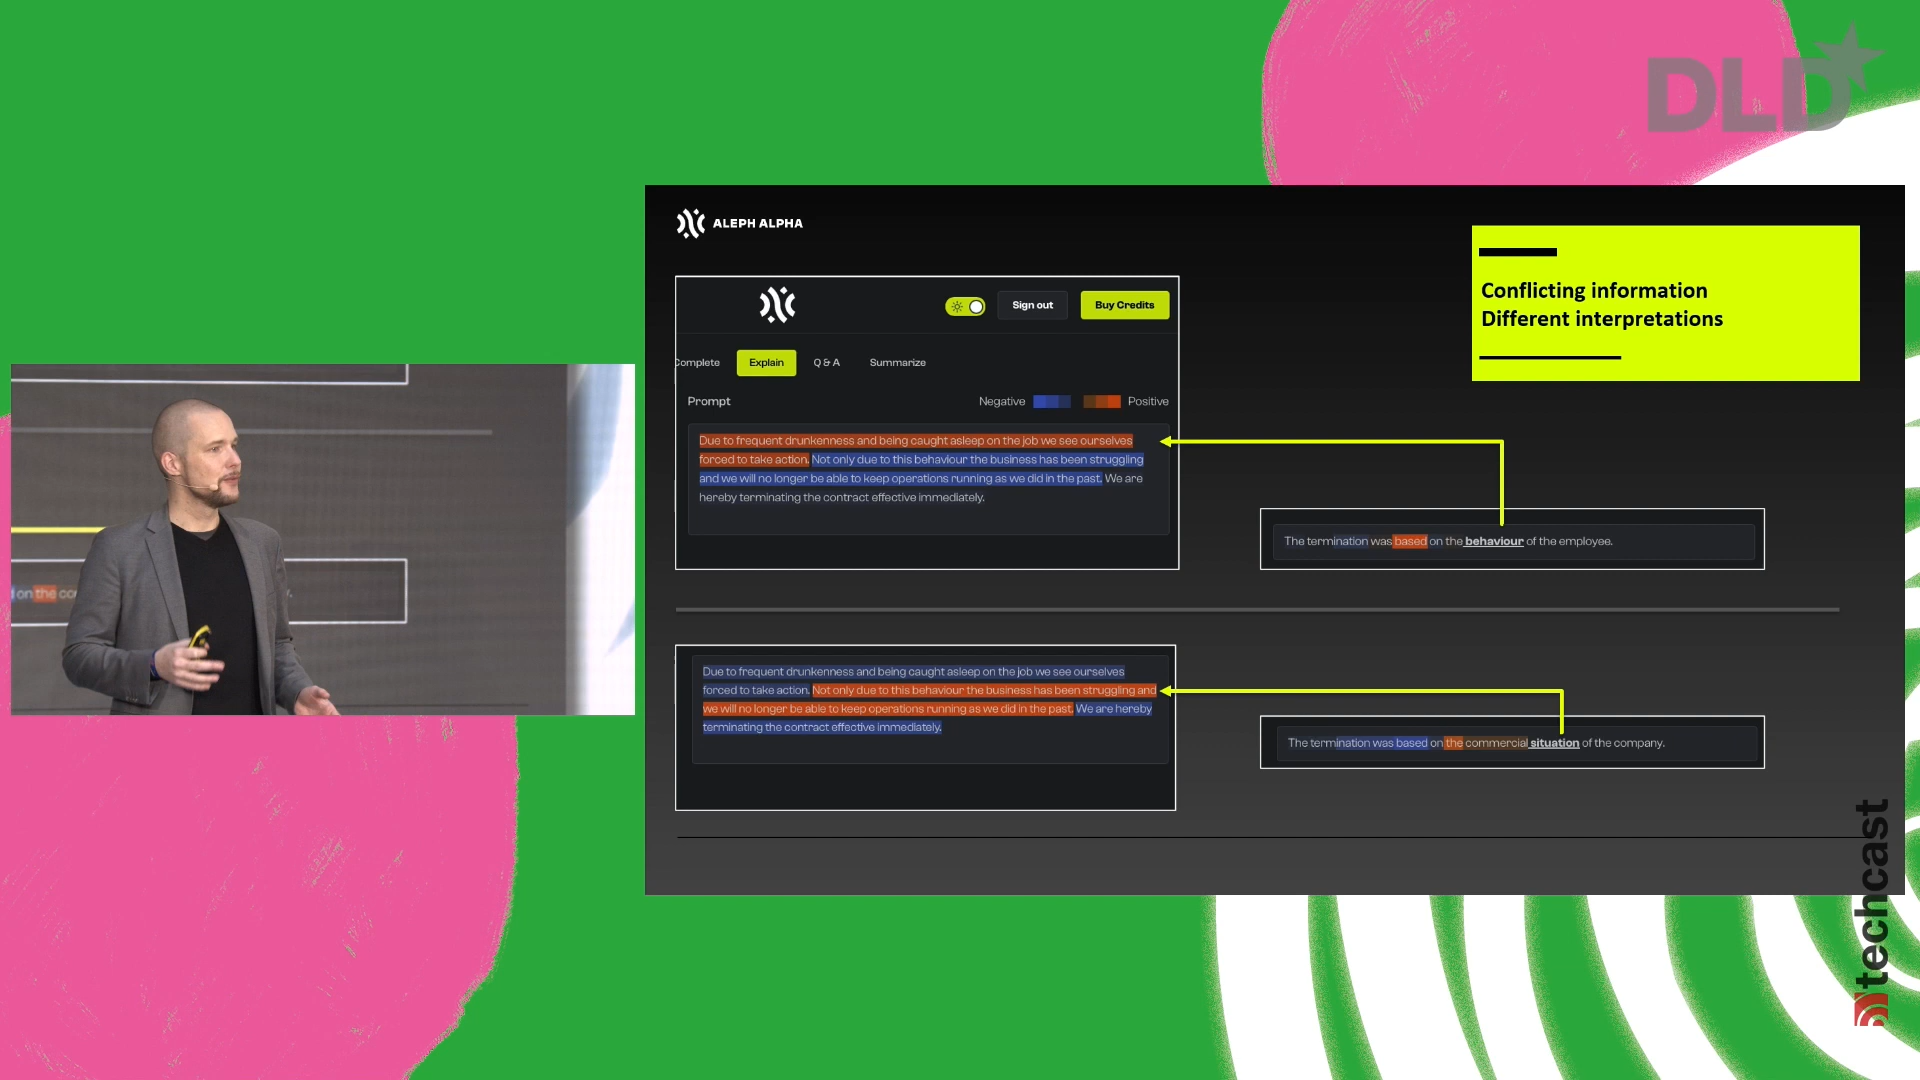 DLD
ALEPH ALPHA
Conflicting information
Different interpretations
Sign out
Buy Credits
Complete Explain Q & A Summarize
Prompt
Negative Positive
Due to frequent drunkenness and being caught asleep on the job we see ourselves
forced to take action. Not only due to this behaviour the business has been struggling
and we will no longer be able to keep operations running as we did in the past. We are
hereby terminating the contract effective immediately.
The termination was based on the behaviour of the employee.
on the co
Due to frequent drunkenness and being caught asleep on the job we see ourselves
forced to take action. Not only due to this behaviour the business has been struggling and
we will no longer be able to keep operations running as we did in the past. We are hereby
terminating the contract effective immediately.
The termination was based on the commercial situation of the company.
techcast